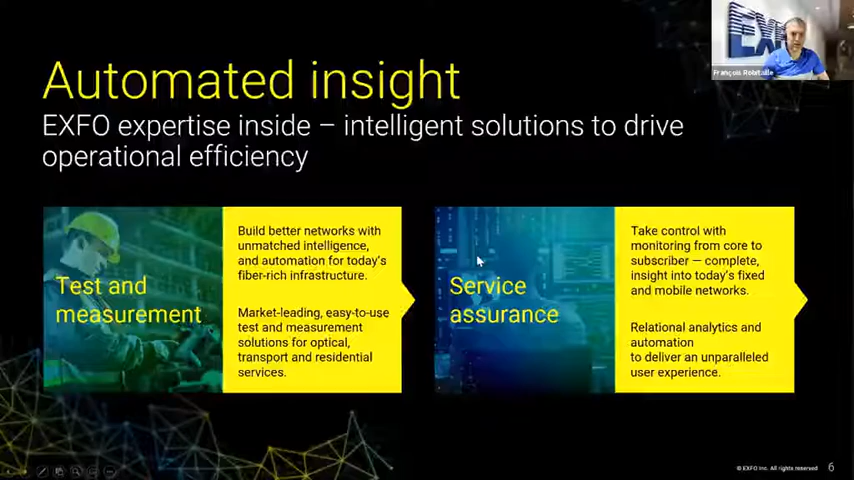 EXFO
François Robitaille
Automated insight
EXFO expertise inside – intelligent solutions to drive
operational efficiency
Test and
measurement
Build better networks with
unmatched intelligence,
and automation for today's
fiber-rich infrastructure.
Market-leading, easy-to-use
test and measurement
solutions for optical,
transport and residential
services.
Service
assurance
Take control with
monitoring from core to
subscriber — complete,
insight into today's fixed
and mobile networks.
Relational analytics and
automation
to deliver an unparalleled
user experience.
© EXFO Inc. All rights reserved
6